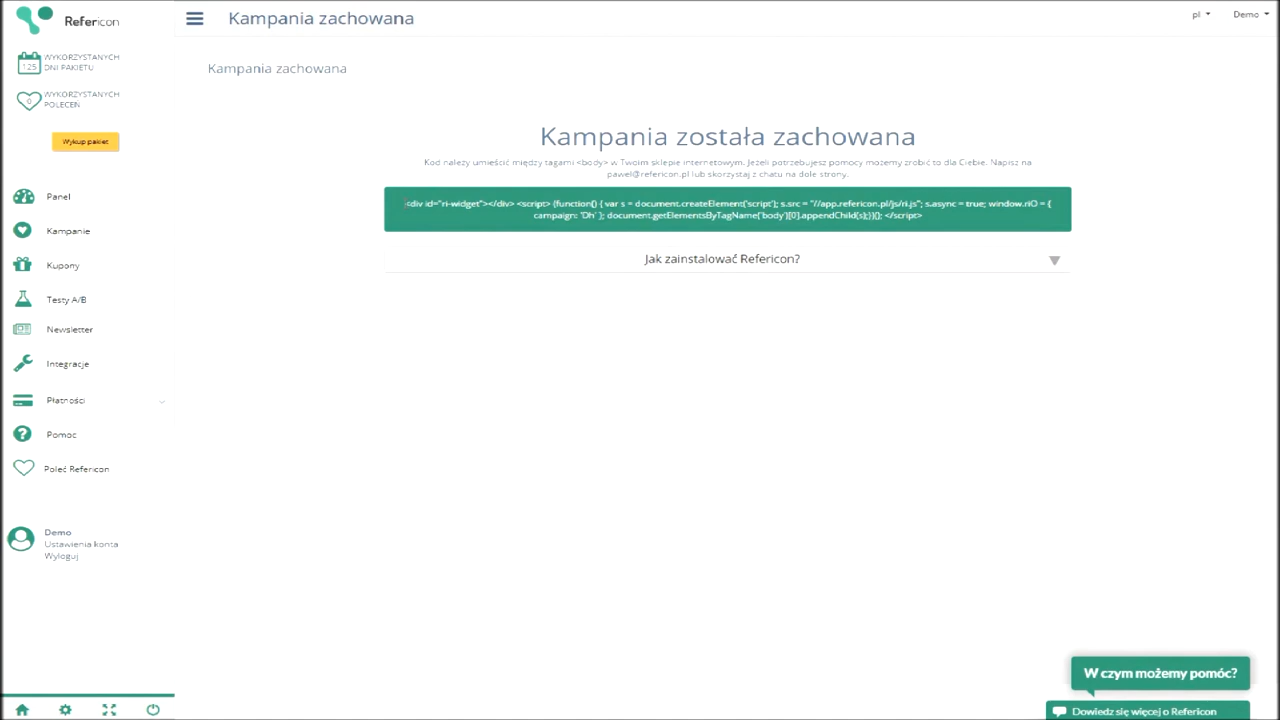 Refericon
Kampania zachowana
pl
Demo
125
WYKORZYSTANYCH
DNI PAKIETU
0
WYKORZYSTANYCH
POLECEŃ
Wykup pakiet
Panel
Kampanie
Kupony
Testy A/B
Newsletter
Integracje
Płatności
Pomoc
Poleć Refericon
Demo
Ustawienia konta
Wyloguj
Kampania zachowana
Kampania została zachowana
Kod należy umieścić między tagami <body> w Twoim sklepie internetowym. Jeżeli potrzebujesz pomocy możemy zrobić to dla Ciebie. Napisz na
pawel@refericon.pl lub skorzystaj z chatu na dole strony.
<div id="ri-widget"></div> <script> (function() { var s = document.createElement('script'); s.src = "//app.refericon.pl/js/ri.js"; s.async = true; window.riO = {
campaign: 'Dh' }; document.getElementsByTagName('body')[0].appendChild(s);})(); </script>
Jak zainstalować Refericon?
W czym możemy pomóc?
Dowiedz się więcej o Refericon